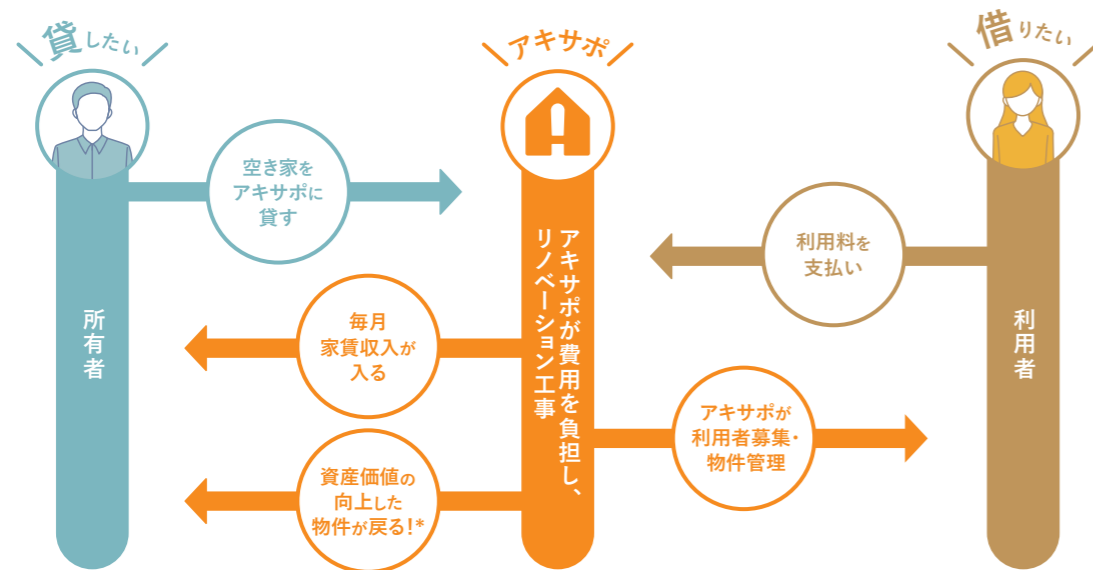 貸したい
アキサポ
借りたい
空き家を
アキサポに
貸す
利用料を
支払い
所有者
毎月
家賃収入が
入る
アキサポが費用を負担し、
リノベーション工事
利用者
アキサポが
利用者募集・
物件管理
資産価値の
向上した
物件が戻る!*